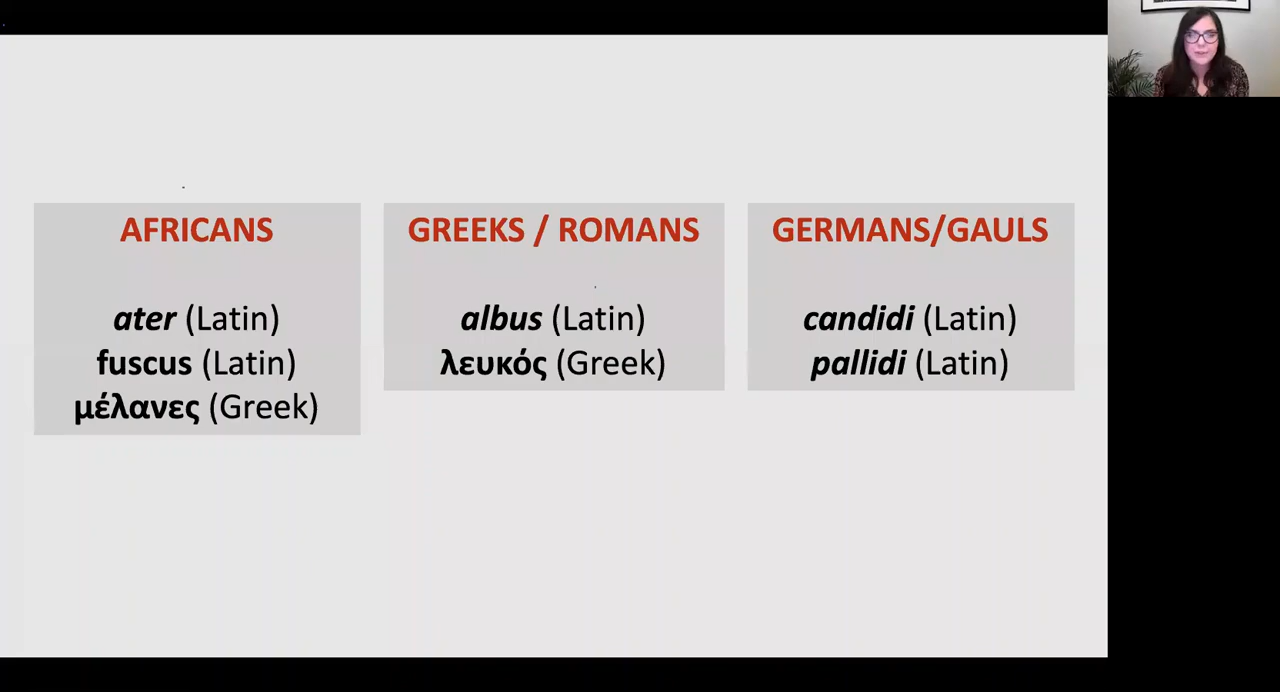 AFRICANS
ater (Latin)
fuscus (Latin)
μέλανες (Greek)
GREEKS / ROMANS
albus (Latin)
λευκός (Greek)
GERMANS/GAULS
candidi (Latin)
pallidi (Latin)